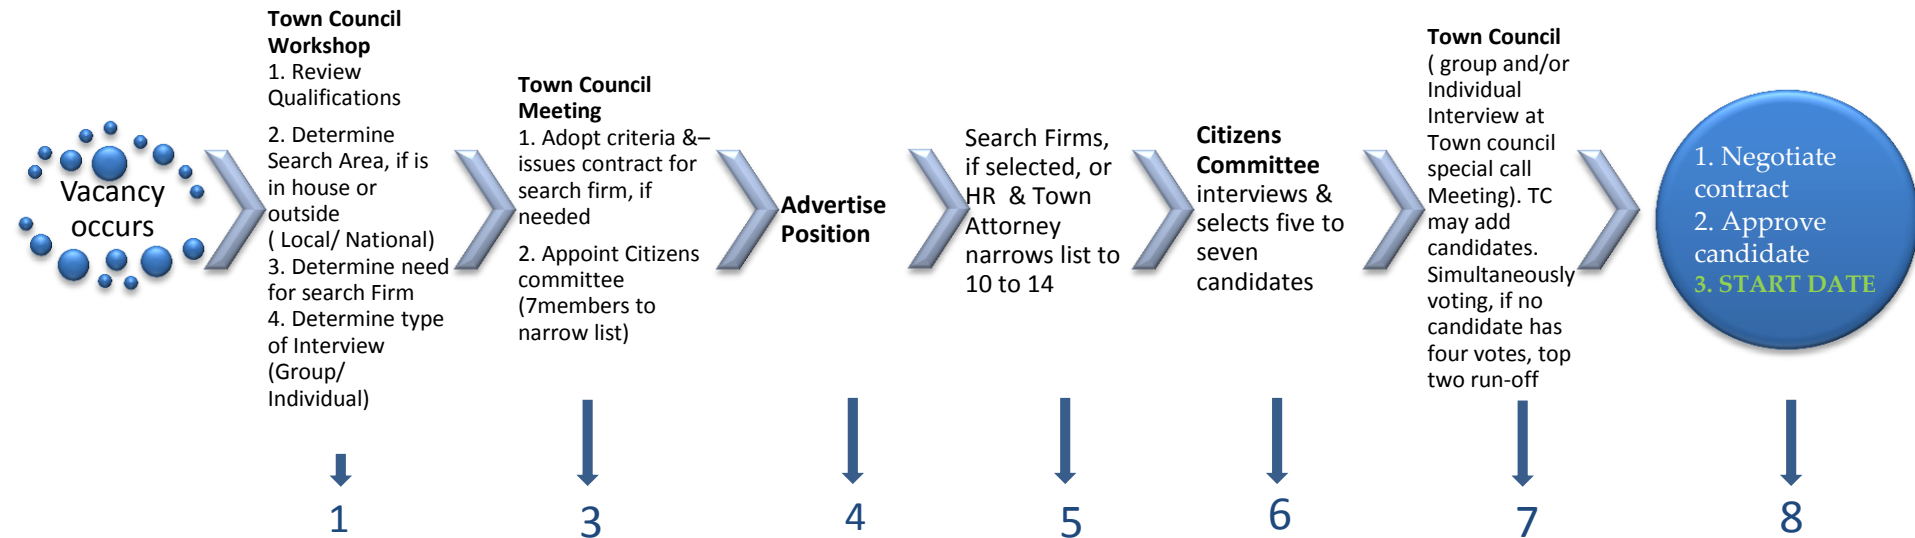 Vacancy
occurs
Town Council
Workshop
1. Review
Qualifications
2. Determine
Search Area, if is
in house or
outside
( Local/ National)
3. Determine need
for search Firm
4. Determine type
of Interview
(Group/
Individual)
Town Council
Meeting
1. Adopt criteria &–
issues contract for
search firm, if
needed
2. Appoint Citizens
committee
(7members to
narrow list)
Advertise
Position
Search Firms,
if selected, or
HR & Town
Attorney
narrows list to
10 to 14
Citizens
Committee
interviews &
selects five to
seven
candidates
Town Council
( group and/or
Individual
Interview at
Town council
special call
Meeting). TC
may add
candidates.
Simultaneously
voting, if no
candidate has
four votes, top
two run-off
1. Negotiate
contract
2. Approve
candidate
3. START DATE
1
3
4
5
6
7
8